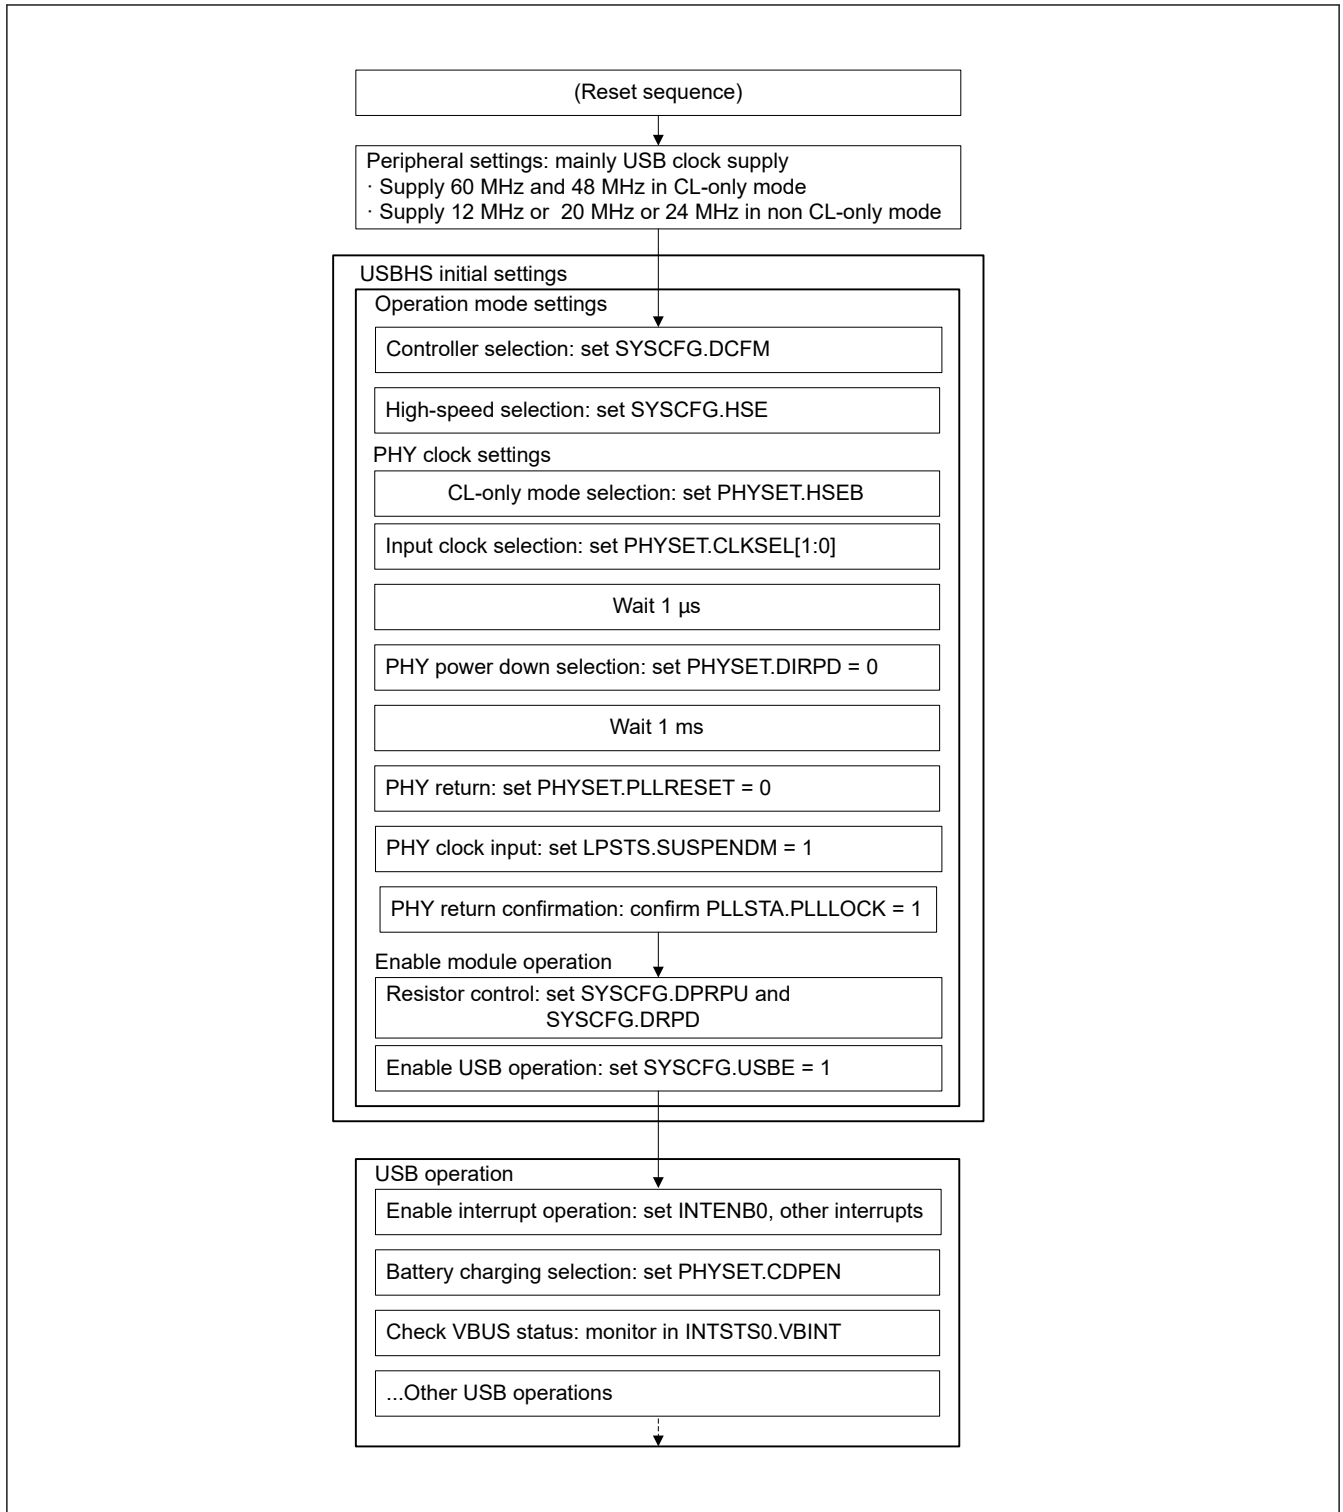 (Reset sequence)
Peripheral settings: mainly USB clock supply
· Supply 60 MHz and 48 MHz in CL-only mode
· Supply 12 MHz or  20 MHz or 24 MHz in non CL-only mode
USBHS initial settings
Operation mode settings
Controller selection: set SYSCFG.DCFM
High-speed selection: set SYSCFG.HSE
PHY clock settings
CL-only mode selection: set PHYSET.HSEB
Input clock selection: set PHYSET.CLKSEL[1:0]
Wait 1 µs
PHY power down selection: set PHYSET.DIRPD = 0
Wait 1 ms
PHY return: set PHYSET.PLLRESET = 0
PHY clock input: set LPSTS.SUSPENDM = 1
PHY return confirmation: confirm PLLSTA.PLLLOCK = 1
Enable module operation
Resistor control: set SYSCFG.DPRPU and
SYSCFG.DRPD
Enable USB operation: set SYSCFG.USBE = 1
USB operation
Enable interrupt operation: set INTENB0, other interrupts
Battery charging selection: set PHYSET.CDPEN
Check VBUS status: monitor in INTSTS0.VBINT
...Other USB operations